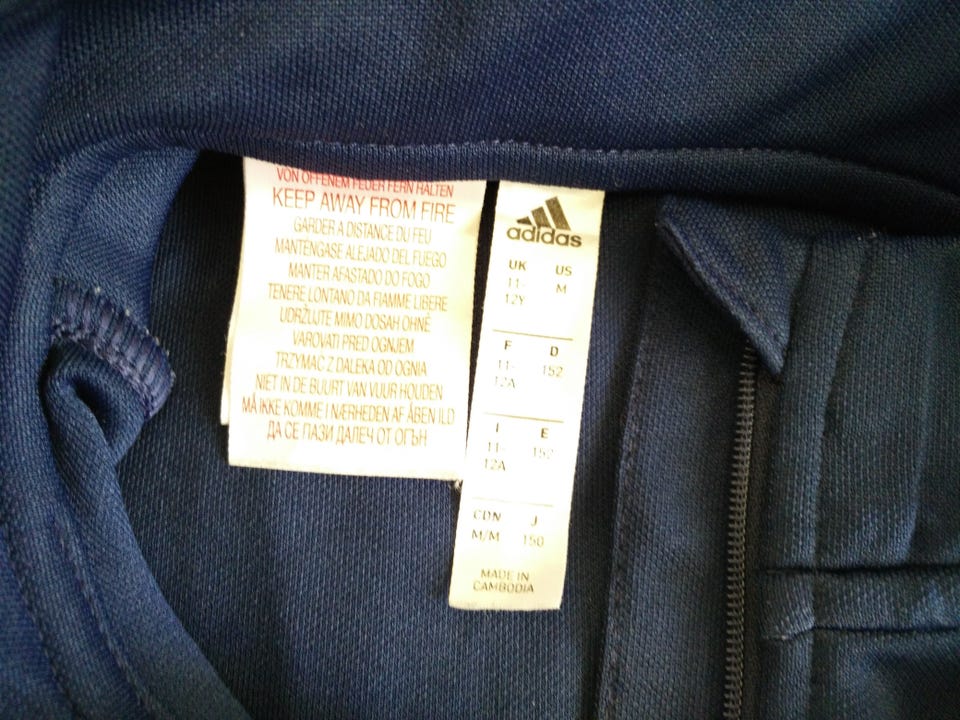 VON OFFENEM FEUER FERN HALTEN
KEEP AWAY FROM FIRE
GARDER A DISTANCE DU FEU
MANTÉNGASE ALEJADO DEL FUEGO
MANTER AFASTADO DO FOGO
TENERE LONTANO DA FIAMME LIBERE
UDRŽUJTE MIMO DOSAH OHNĚ
VAROVATI PRED OGNJEM
TRZYMAC Z DALEKA OD OGNIA
NIET IN DE BUURT VAN VUUR HOUDEN
MÅ IKKE KOMME I NÆRHEDEN AF ÅBEN ILD
ДА СЕ ПАЗИ ДАЛЕЧ ОТ ОГЪН
adidas
UK US
11- M
12Y
F D
11- 152
12A
I E
11- 152
12A
CDN J
M/M 150
MADE IN
CAMBODIA